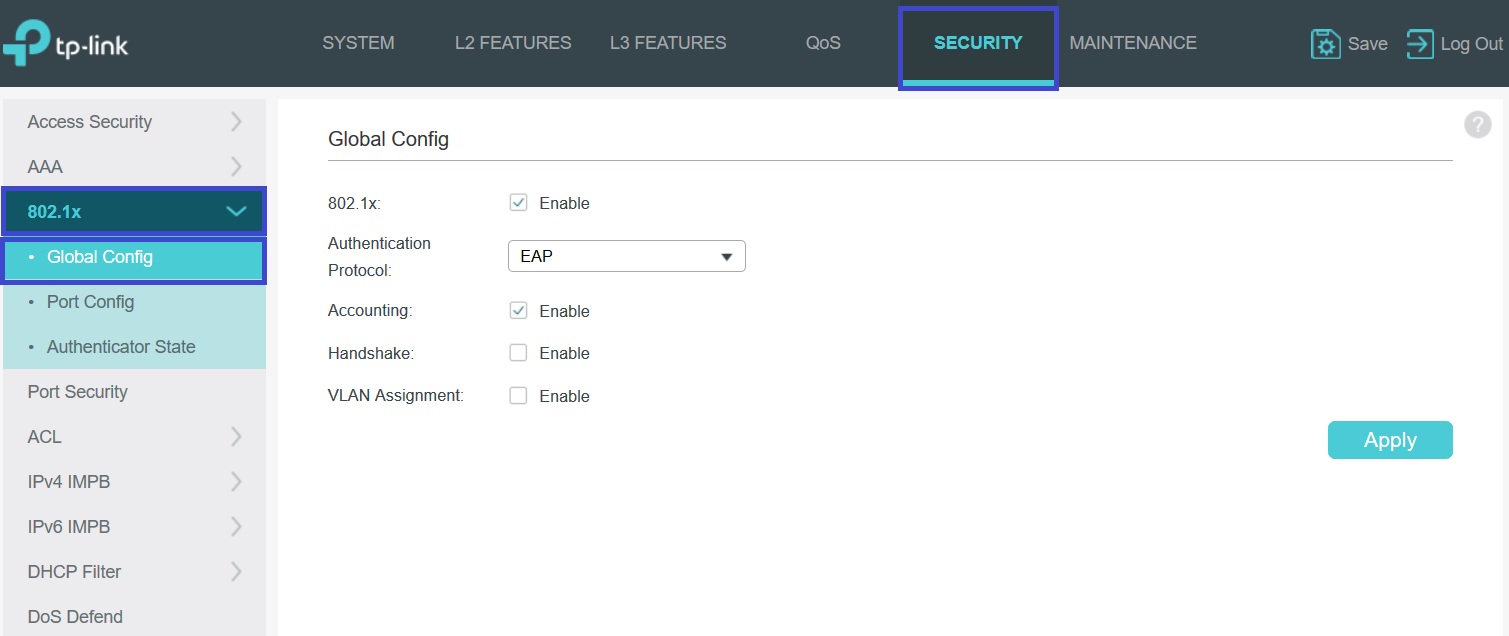 tp-link
SYSTEM L2 FEATURES L3 FEATURES QoS SECURITY MAINTENANCE Save Log Out
Access Security
AAA
802.1x
• Global Config
• Port Config
• Authenticator State
Port Security
ACL
IPv4 IMPB
IPv6 IMPB
DHCP Filter
DoS Defend
Global Config
?
802.1x: Enable
Authentication
Protocol: EAP
Accounting: Enable
Handshake: Enable
VLAN Assignment: Enable
Apply